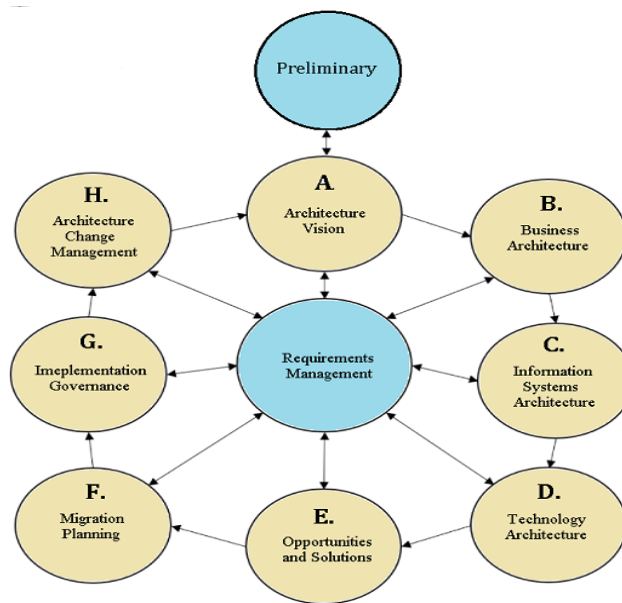 Preliminary
A
Architecture
Vision
H.
Architecture
Change
Management
B.
Business
Architecture
G.
Imeplementation
Governance
Requirements
Management
C.
Information
Systems
Architecture
F.
Migration
Planning
E.
Opportunities
and Solutions
D.
Technology
Architecture